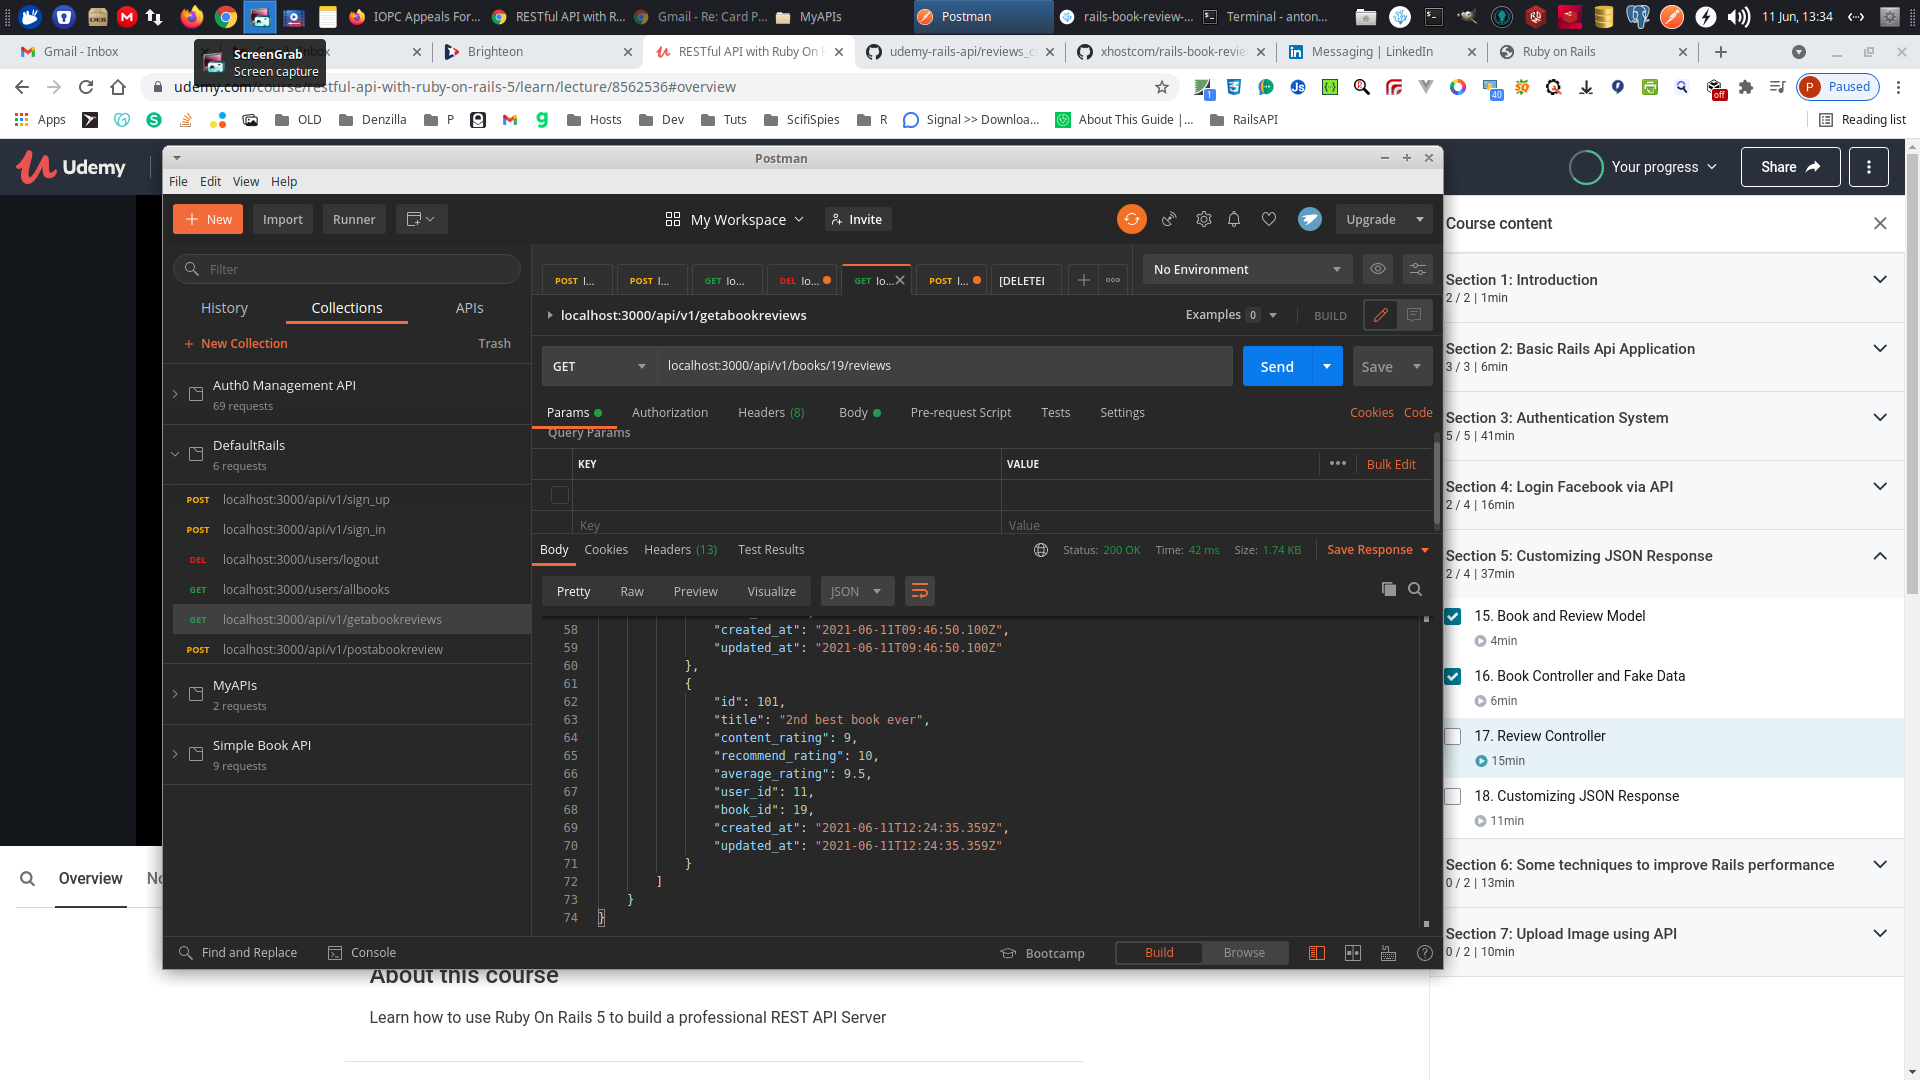 IOPC Appeals For...
RESTful API with R...
Gmail - Re: Card P...
MyAPIs
Postman
rails-book-review-...
Terminal - anton...
11 Jun, 13:34
Gmail - Inbox
Brighteon
RESTful API with Ruby On R
udemy-rails-api/reviews_c
xhostcom/rails-book-revie
Messaging | LinkedIn
Ruby on Rails
ScreenGrab
Screen capture
udemy.com/course/restful-api-with-ruby-on-rails-5/learn/lecture/8562536#overview
1
40
off
P
Paused
Apps
OLD
Denzilla
P
Hosts
Dev
Tuts
ScifiSpies
R
Signal >> Downloa...
About This Guide |...
RailsAPI
Reading list
Udemy
Your progress
Share
Postman
File
Edit
View
Help
New
Import
Runner
My Workspace
Invite
Upgrade
Filter
History
Collections
APIs
New Collection
Trash
Auth0 Management API
69 requests
DefaultRails
6 requests
POST localhost:3000/api/v1/sign_up
POST localhost:3000/api/v1/sign_in
DEL localhost:3000/users/logout
GET localhost:3000/users/allbooks
GET localhost:3000/api/v1/getabookreviews
POST localhost:3000/api/v1/postabookreview
MyAPIs
2 requests
Simple Book API
9 requests
POST l...
POST l...
GET lo...
DEL lo...
GET lo...
POST l...
[DELETE]
No Environment
localhost:3000/api/v1/getabookreviews
Examples 0
BUILD
GET
localhost:3000/api/v1/books/19/reviews
Send
Save
Params
Authorization
Headers (8)
Body
Pre-request Script
Tests
Settings
Cookies
Code
Query Params
KEY
VALUE
Bulk Edit
Key
Value
Body
Cookies
Headers (13)
Test Results
Status: 200 OK
Time: 42 ms
Size: 1.74 KB
Save Response
Pretty
Raw
Preview
Visualize
JSON
58 "created_at": "2021-06-11T09:46:50.100Z",
59 "updated_at": "2021-06-11T09:46:50.100Z"
60 },
61 {
62 "id": 101,
63 "title": "2nd best book ever",
64 "content_rating": 9,
65 "recommend_rating": 10,
66 "average_rating": 9.5,
67 "user_id": 11,
68 "book_id": 19,
69 "created_at": "2021-06-11T12:24:35.359Z",
70 "updated_at": "2021-06-11T12:24:35.359Z"
71 }
72 ]
73 }
74 }
Find and Replace
Console
Bootcamp
Build
Browse
Course content
Section 1: Introduction
2 / 2 | 1min
Section 2: Basic Rails Api Application
3 / 3 | 6min
Section 3: Authentication System
5 / 5 | 41min
Section 4: Login Facebook via API
2 / 4 | 16min
Section 5: Customizing JSON Response
2 / 4 | 37min
15. Book and Review Model
4min
16. Book Controller and Fake Data
6min
17. Review Controller
15min
18. Customizing JSON Response
11min
Section 6: Some techniques to improve Rails performance
0 / 2 | 13min
Section 7: Upload Image using API
0 / 2 | 10min
Overview
No
About this course
Learn how to use Ruby On Rails 5 to build a professional REST API Server